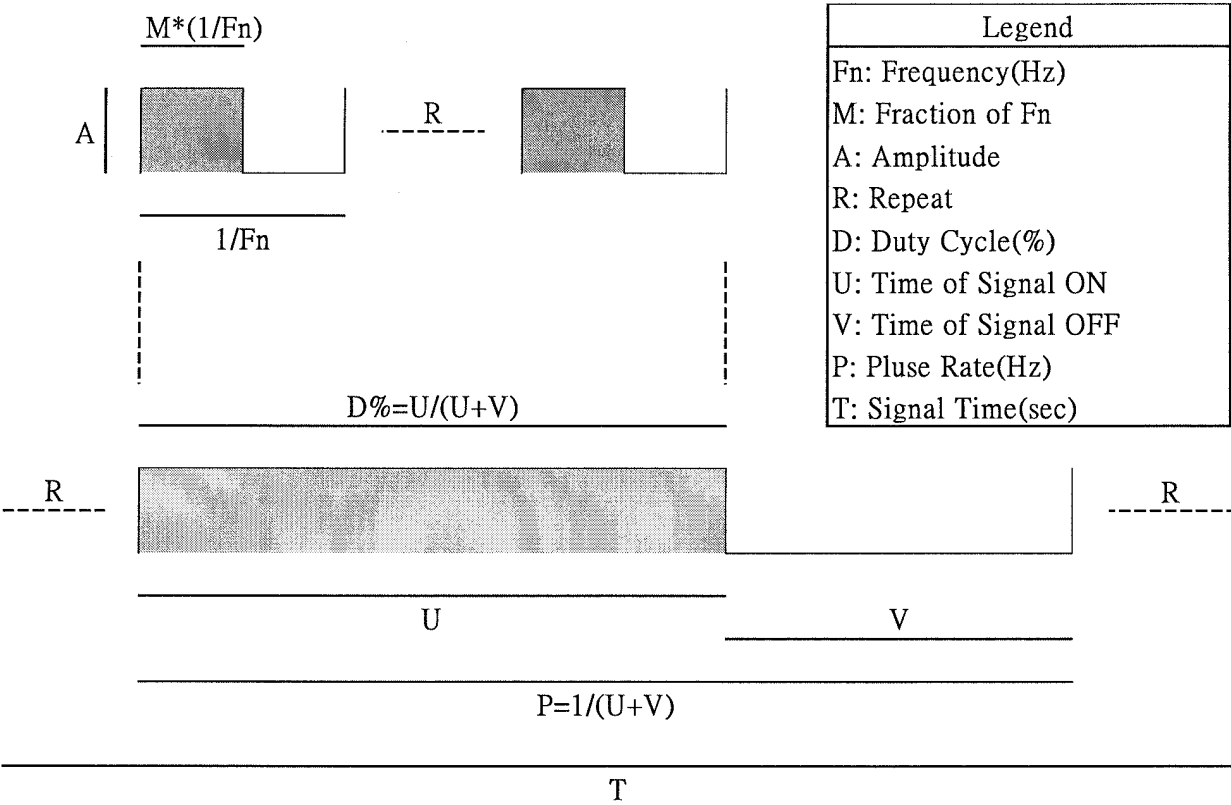 M*(1/Fn)
A
R
1/Fn
D%=U/(U+V)
R
R
U
V
P=1/(U+V)
T
Legend
Fn: Frequency(Hz)
M: Fraction of Fn
A: Amplitude
R: Repeat
D: Duty Cycle(%)
U: Time of Signal ON
V: Time of Signal OFF
P: Pluse Rate(Hz)
T: Signal Time(sec)